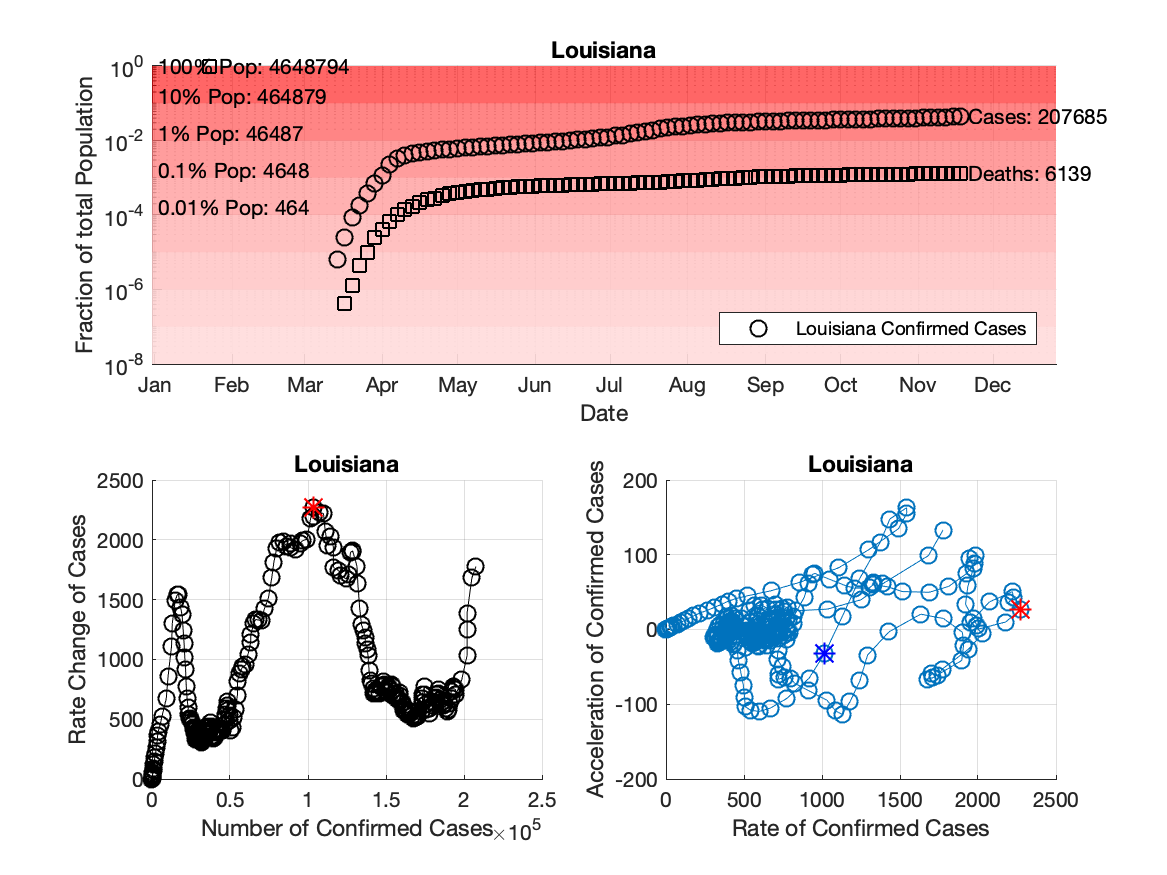 Louisiana
10^0
10^-2
10^-4
10^-6
10^-8
Fraction of total Population
100% Pop: 4648794
10% Pop: 464879
1% Pop: 46487
0.1% Pop: 4648
0.01% Pop: 464
Cases: 207685
Deaths: 6139
Louisiana Confirmed Cases
Jan Feb Mar Apr May Jun Jul Aug Sep Oct Nov Dec
Date
Louisiana
2500
2000
1500
1000
500
0
Rate Change of Cases
0 0.5 1 1.5 2 2.5
Number of Confirmed Cases ×10^5
Louisiana
200
100
0
-100
-200
Acceleration of Confirmed Cases
0 500 1000 1500 2000 2500
Rate of Confirmed Cases